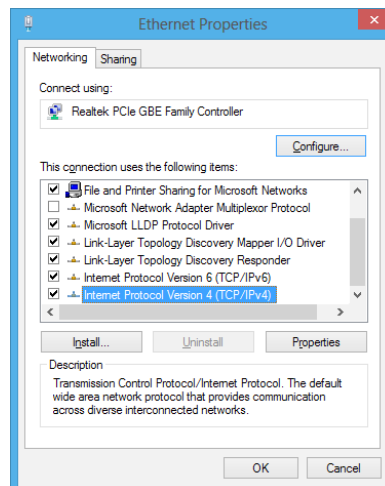 Ethernet Properties
Networking
Sharing
Connect using:
Realtek PCIe GBE Family Controller
Configure...
This connection uses the following items:
File and Printer Sharing for Microsoft Networks
Microsoft Network Adapter Multiplexor Protocol
Microsoft LLDP Protocol Driver
Link-Layer Topology Discovery Mapper I/O Driver
Link-Layer Topology Discovery Responder
Internet Protocol Version 6 (TCP/IPv6)
Internet Protocol Version 4 (TCP/IPv4)
Install...
Uninstall
Properties
Description
Transmission Control Protocol/Internet Protocol. The default
wide area network protocol that provides communication
across diverse interconnected networks.
OK
Cancel